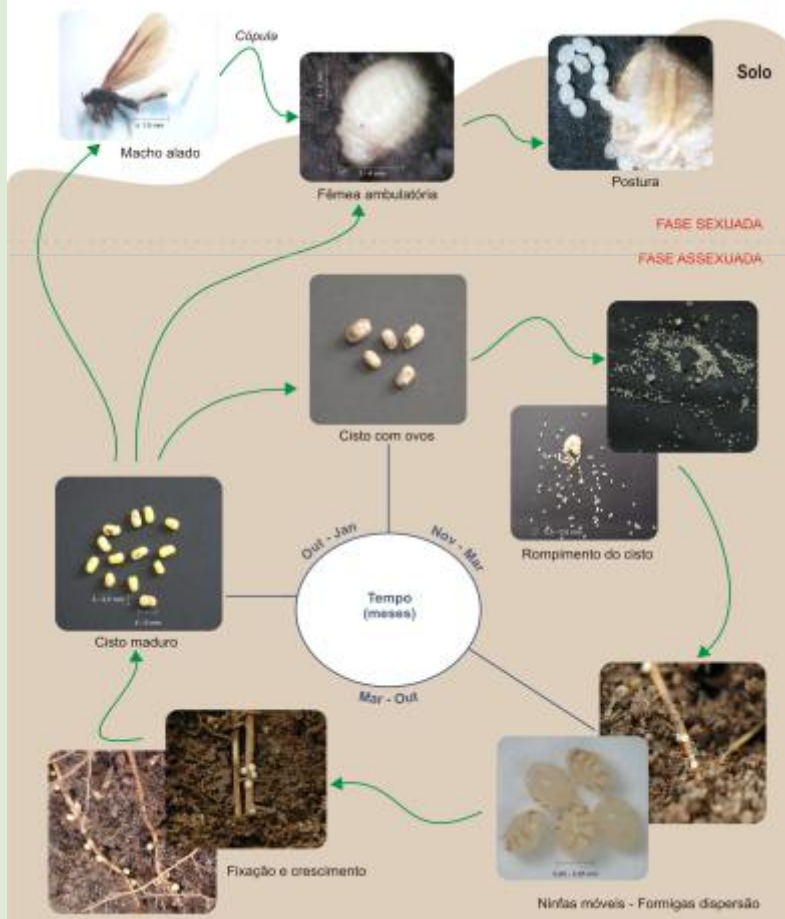 Cópula
Solo
Macho alado
Fêmea ambulatória
Postura
FASE SEXUADA
FASE ASSEXUADA
Cisto com ovos
Rompimento do cisto
Out - Jan
Nov - Mar
Tempo
(meses)
Cisto maduro
Mar - Out
Fixação e crescimento
Ninfas móveis - Formigas dispersão